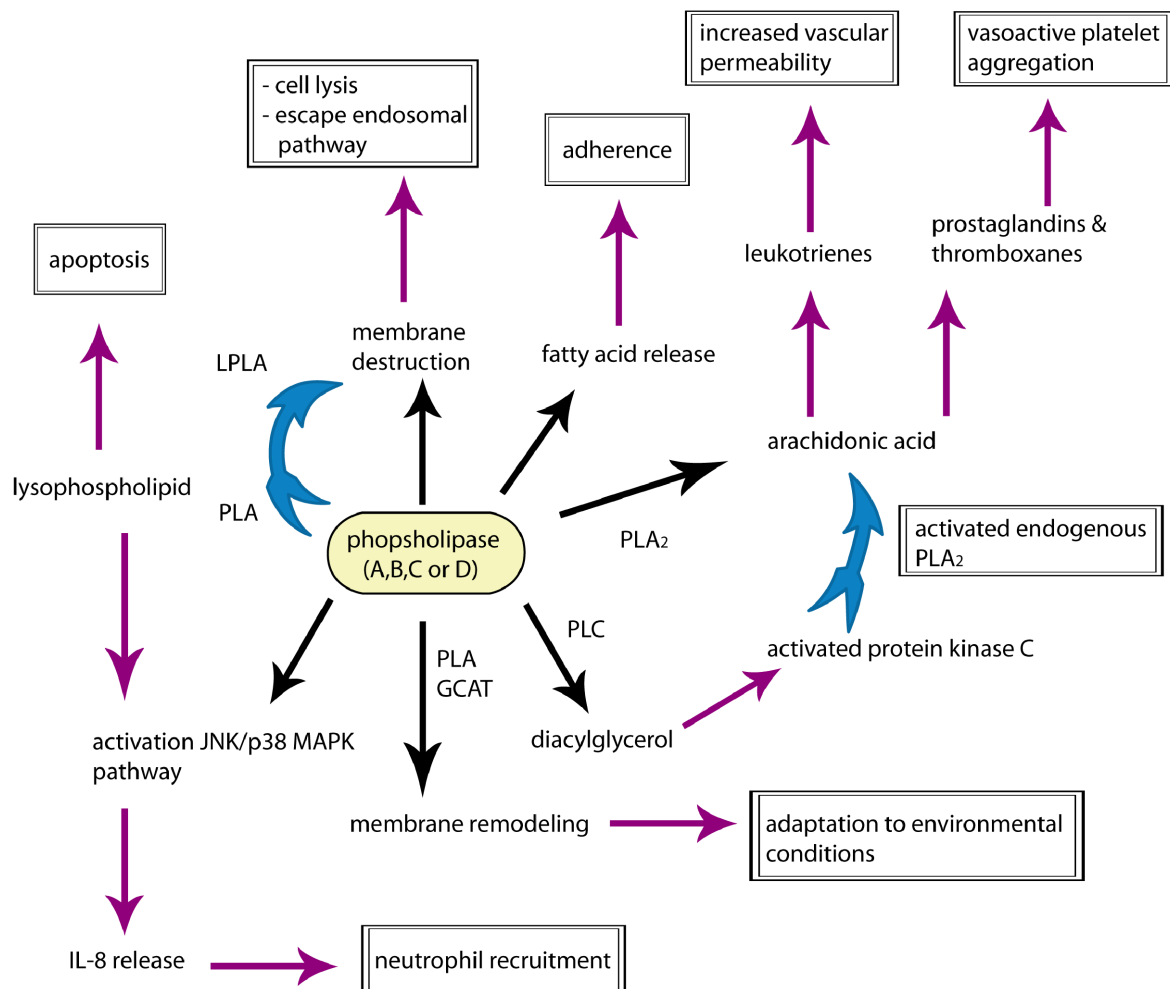 increased vascular
permeability
vasoactive platelet
aggregation
- cell lysis
- escape endosomal
pathway
adherence
apoptosis
leukotrienes
prostaglandins &
thromboxanes
membrane
destruction
fatty acid release
LPLA
arachidonic acid
lysophospholipid
PLA
phopsholipase
(A,B,C or D)
PLA2
activated endogenous
PLA2
PLC
activated protein kinase C
PLA
GCAT
activation JNK/p38 MAPK
pathway
diacylglycerol
membrane remodeling
adaptation to environmental
conditions
IL-8 release
neutrophil recruitment